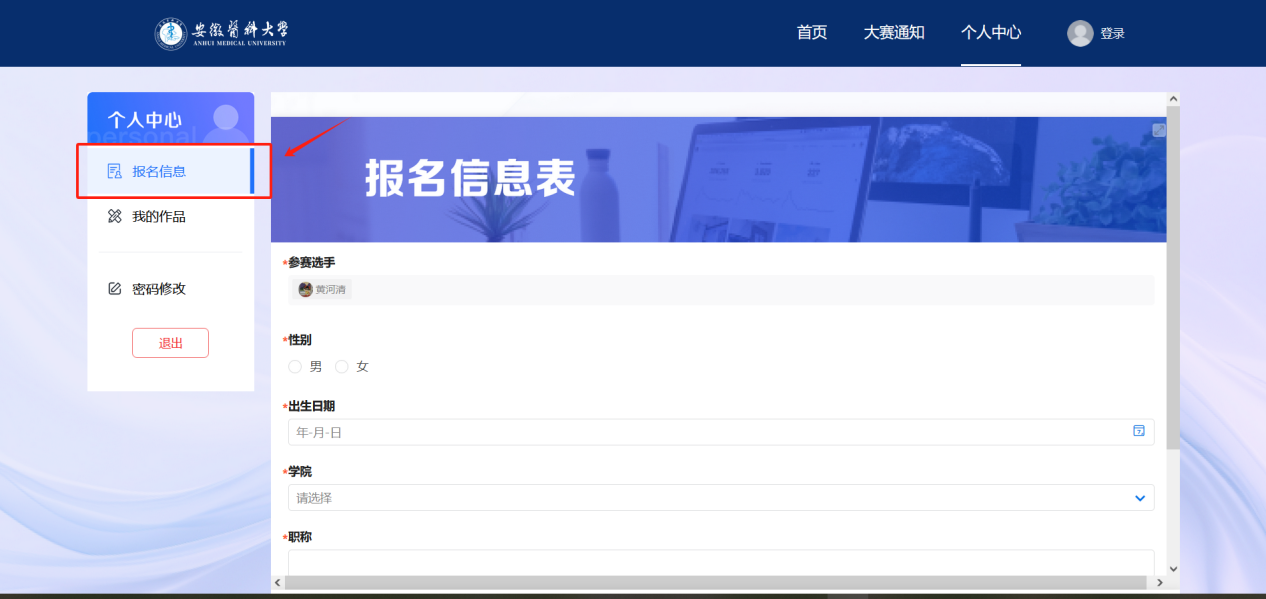 安徽醫科大學
ANHUI MEDICAL UNIVERSITY
首页
大赛通知
个人中心
登录
个人中心
personal
报名信息
我的作品
密码修改
退出
报名信息表
*参赛选手
黄河清
*性别
男
女
*出生日期
年-月-日
*学院
请选择
*职称